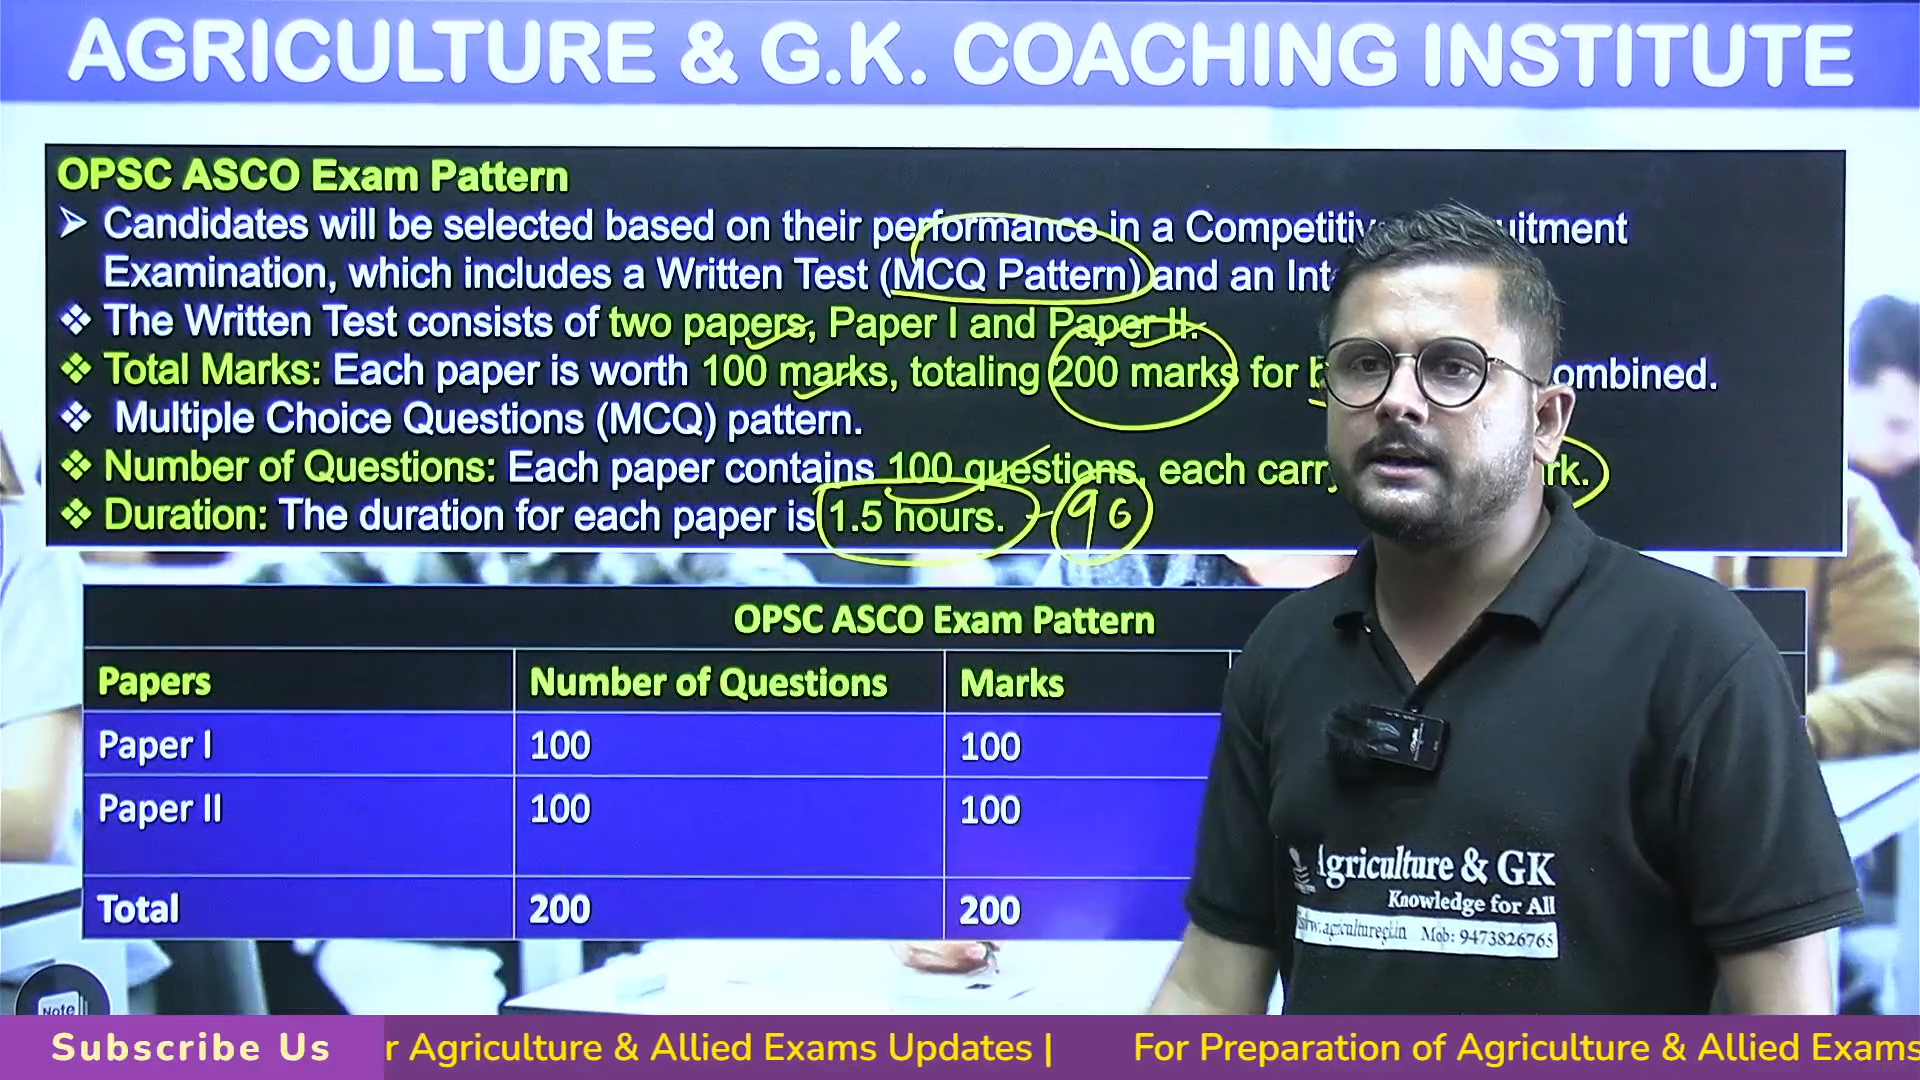 AGRICULTURE & G.K. COACHING INSTITUTE
OPSC ASCO Exam Pattern
➢ Candidates will be selected based on their performance in a Competitiv uitment
Examination, which includes a Written Test (MCQ Pattern) and an Int
❖ The Written Test consists of two papers, Paper I and Paper II.
❖ Total Marks: Each paper is worth 100 marks, totaling 200 marks for b ombined.
❖ Multiple Choice Questions (MCQ) pattern.
❖ Number of Questions: Each paper contains 100 questions, each carry rk.
❖ Duration: The duration for each paper is 1.5 hours. - 90
OPSC ASCO Exam Pattern
Papers Number of Questions Marks
Paper I 100 100
Paper II 100 100
Total 200 200
Agriculture & GK
Knowledge for All
Mob: 9473826765
Note
Subscribe Us r Agriculture & Allied Exams Updates | For Preparation of Agriculture & Allied Exams